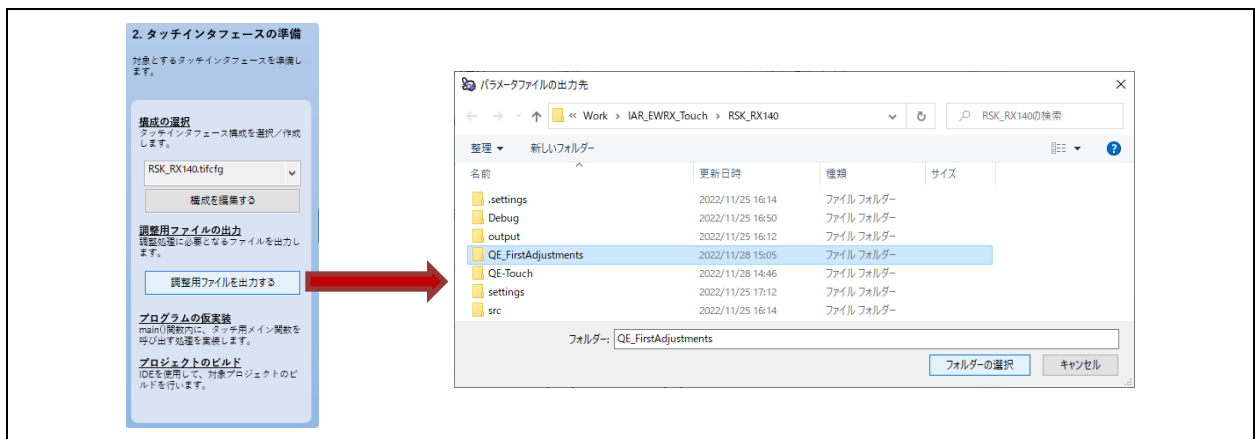 2. タッチインタフェースの準備
対象とするタッチインタフェースを準備し
ます。
構成の選択
タッチインタフェース構成を選択／作成
します。
RSK_RX140.tifcfg
構成を編集する
調整用ファイルの出力
調整処理に必要となるファイルを出力し
ます。
調整用ファイルを出力する
プログラムの仮実装
main()関数内に、タッチ用メイン関数を
呼び出す処理を実装します。
プロジェクトのビルド
IDEを使用して、対象プロジェクトのビ
ルドを行います。
パラメータファイルの出力先
« Work › IAR_EWRX_Touch › RSK_RX140
RSK_RX140の検索
整理 新しいフォルダー
名前 更新日時 種類 サイズ
.settings 2022/11/25 16:14 ファイル フォルダー
Debug 2022/11/25 16:50 ファイル フォルダー
output 2022/11/25 16:12 ファイル フォルダー
QE_FirstAdjustments 2022/11/28 15:05 ファイル フォルダー
QE-Touch 2022/11/28 14:46 ファイル フォルダー
settings 2022/11/25 17:12 ファイル フォルダー
src 2022/11/25 16:14 ファイル フォルダー
フォルダー: QE_FirstAdjustments
フォルダーの選択 キャンセル